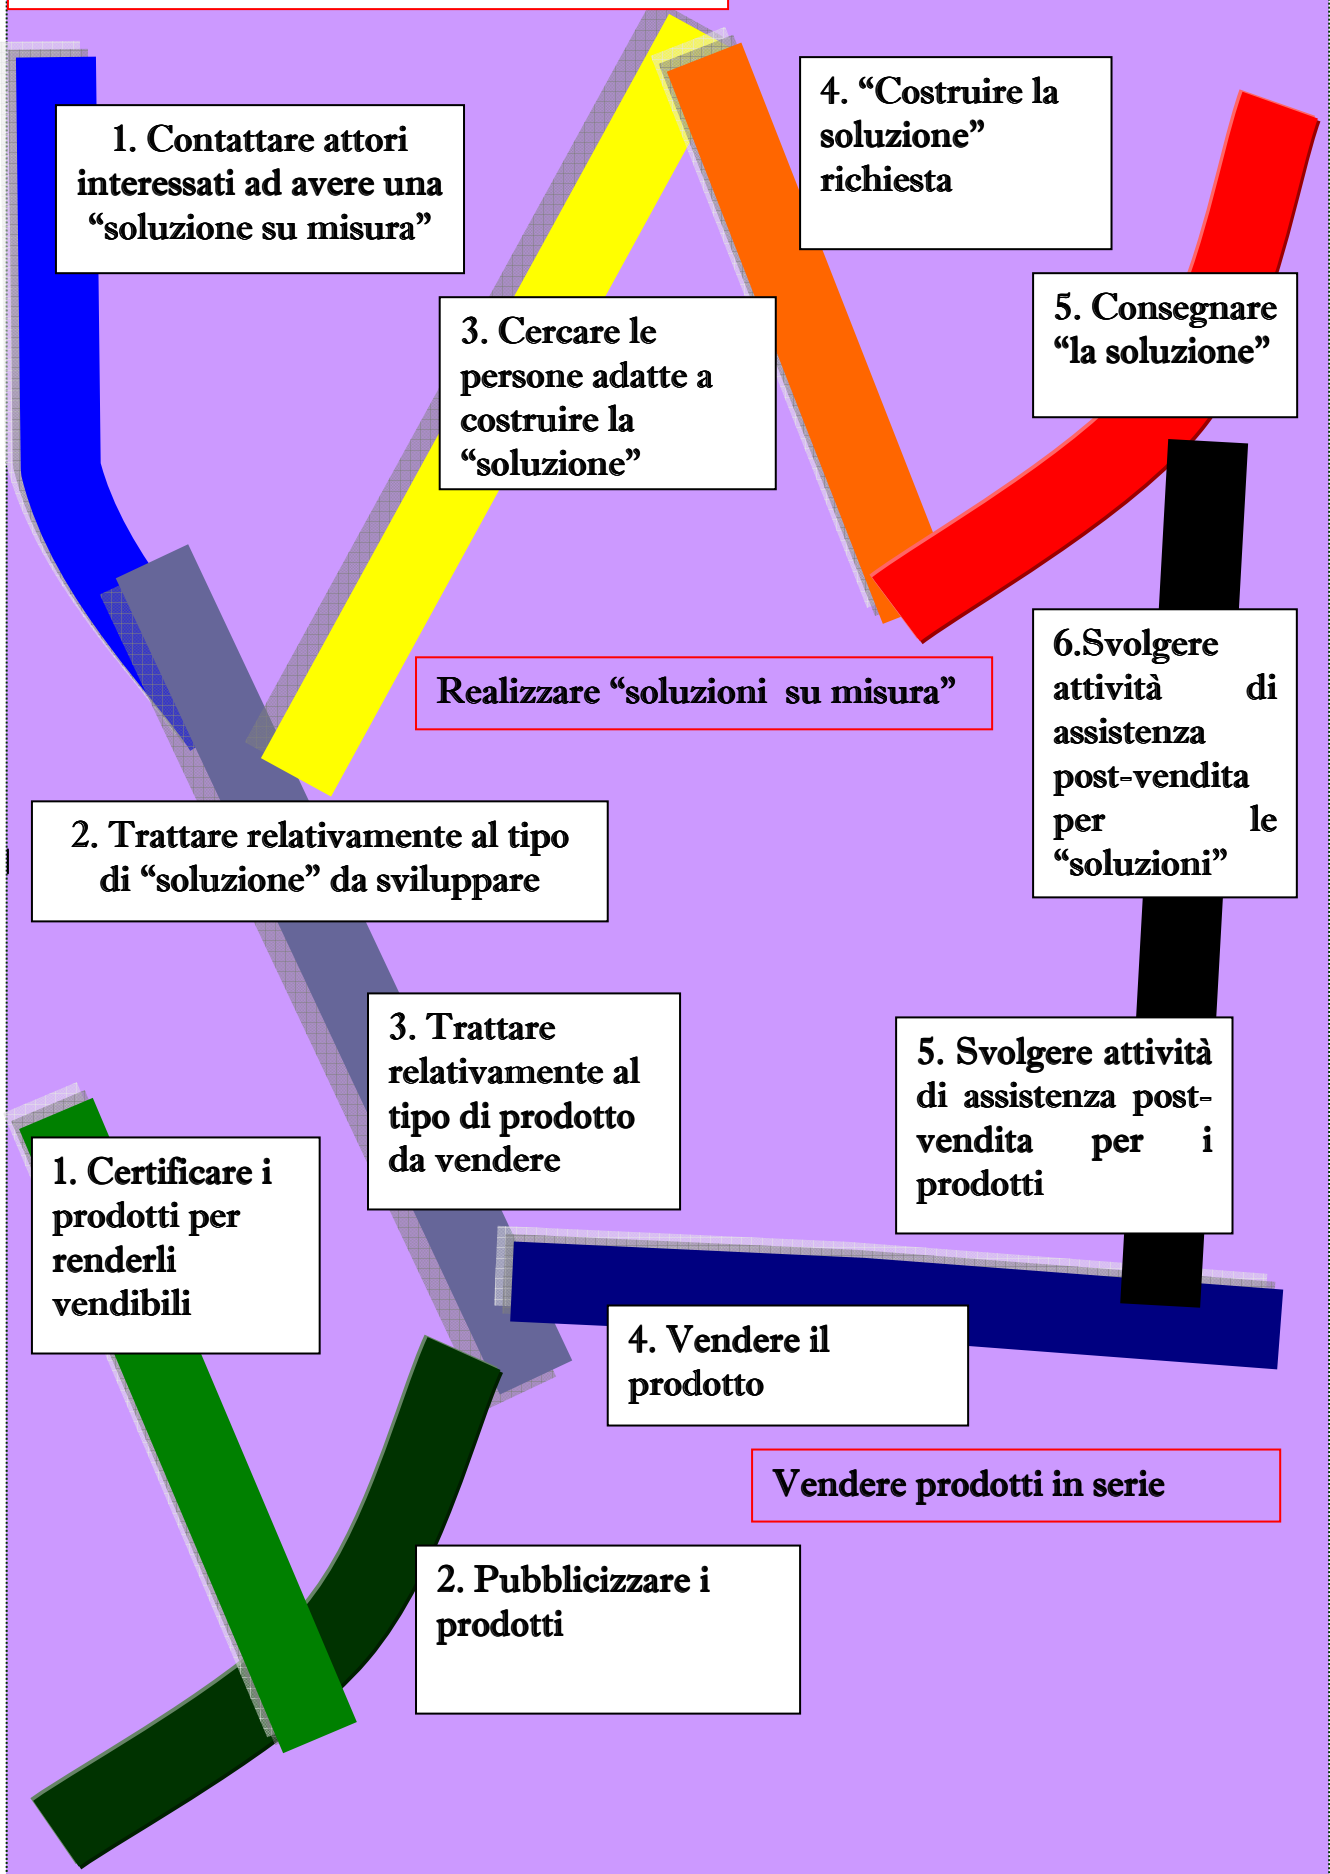 1. Contattare attori
interessati ad avere una
“soluzione su misura”
3. Cercare le
persone adatte a
costruire la
“soluzione”
4. “Costruire la
soluzione”
richiesta
5. Consegnare
“la soluzione”
Realizzare “soluzioni su misura”
6.Svolgere
attività di
assistenza
post-vendita
per le
“soluzioni”
2. Trattare relativamente al tipo
di “soluzione” da sviluppare
3. Trattare
relativamente al
tipo di prodotto
da vendere
5. Svolgere attività
di assistenza post-
vendita per i
prodotti
1. Certificare i
prodotti per
renderli
vendibili
4. Vendere il
prodotto
Vendere prodotti in serie
2. Pubblicizzare i
prodotti